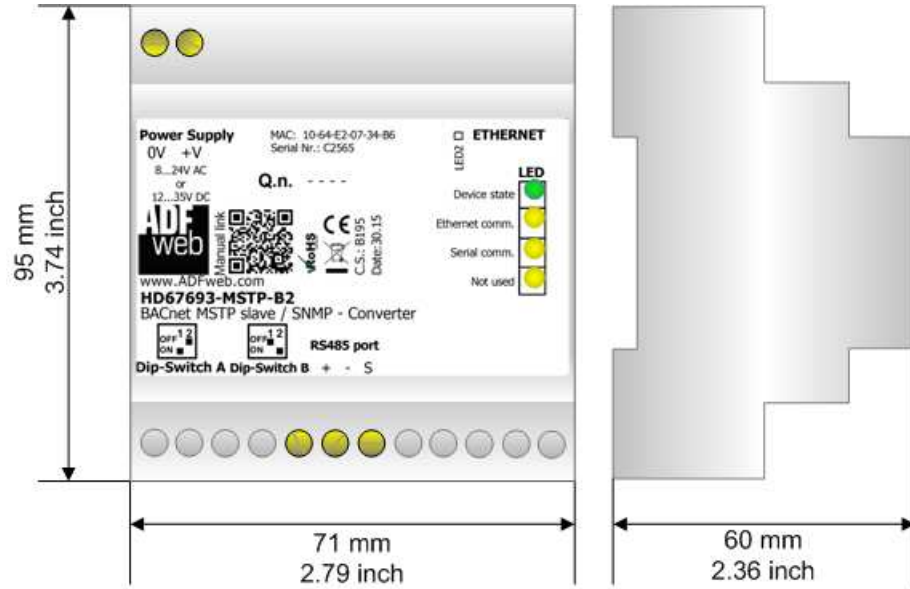 Power Supply
0V +V
8...24V AC
or
12...35V DC
MAC: 10-64-E2-07-34-B6
Serial Nr.: C2565
Q.n. - - - -
ETHERNET
LED2
LED
Device state
Ethernet comm.
Serial comm.
Not used
ADF
web
Manual link
RoHS
CE
C.S.: B195
Date:30.15
www.ADFweb.com
HD67693-MSTP-B2
BACnet MSTP slave / SNMP - Converter
OFF 1 2
ON
OFF 1 2
ON
RS485 port
Dip-Switch A Dip-Switch B + - S
95 mm
3.74 inch
71 mm
2.79 inch
60 mm
2.36 inch